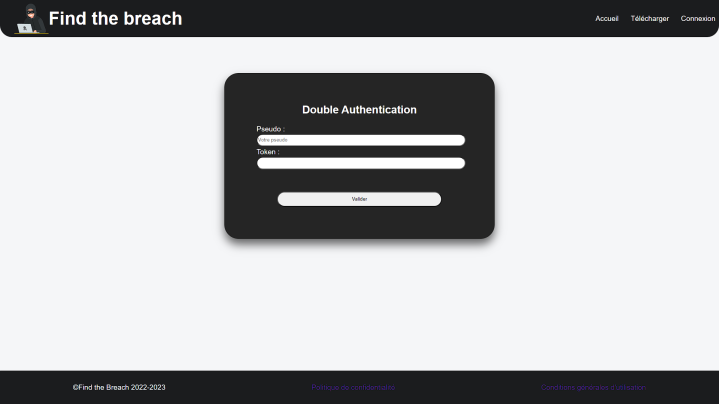 Find the breach
Accueil Télécharger Connexion
Double Authentication
Pseudo :
Votre pseudo
Token :
Valider
©Find the Breach 2022-2023
Politique de confidentialité
Conditions générales d'utilisation